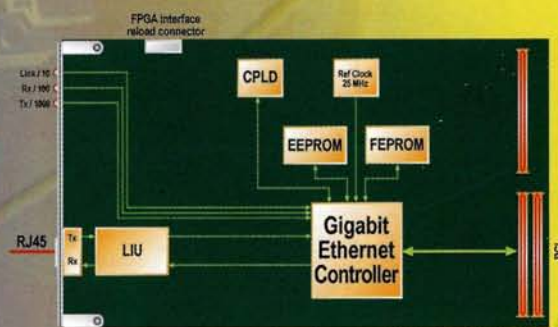 FPGA interface
reload connector
Link / 10
Rx / 100
Tx / 1000
CPLD
Ref Clock
25 MHz
EEPROM
FEPROM
RJ45
Tx
Rx
LIU
Gigabit
Ethernet
Controller